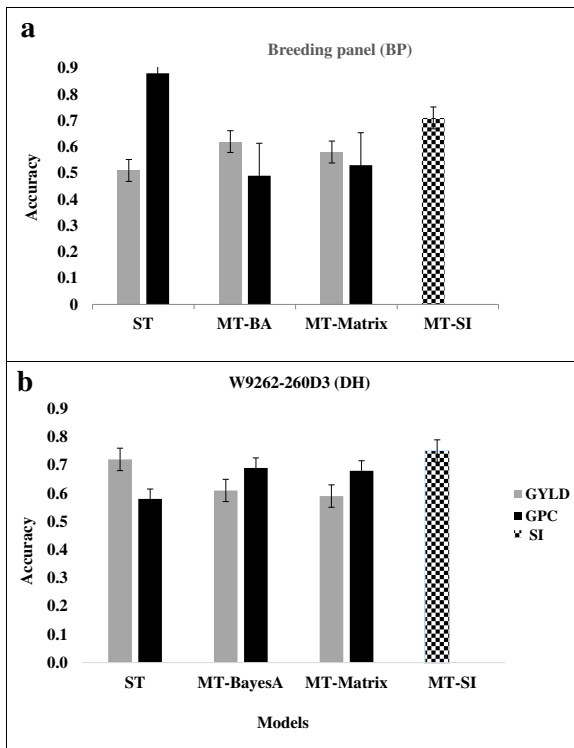 a
Breeding panel (BP)
0.9
0.8
0.7
0.6
0.5
0.4
0.3
0.2
0.1
0
Accuracy
ST MT-BA MT-Matrix MT-SI
b
W9262-260D3 (DH)
0.9
0.8
0.7
0.6
0.5
0.4
0.3
0.2
0.1
0.0
Accuracy
GYLD
GPC
SI
ST MT-BayesA MT-Matrix MT-SI
Models